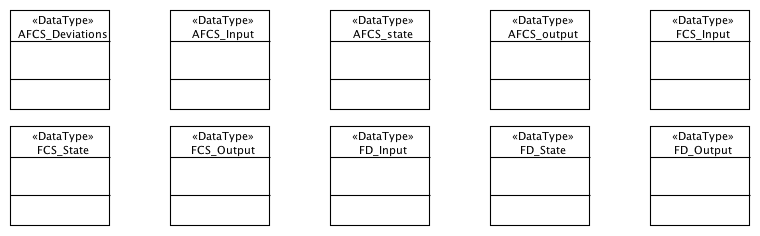 «DataType»
AFCS_Deviations
«DataType»
AFCS_Input
«DataType»
AFCS_state
«DataType»
AFCS_output
«DataType»
FCS_Input
«DataType»
FCS_State
«DataType»
FCS_Output
«DataType»
FD_Input
«DataType»
FD_State
«DataType»
FD_Output